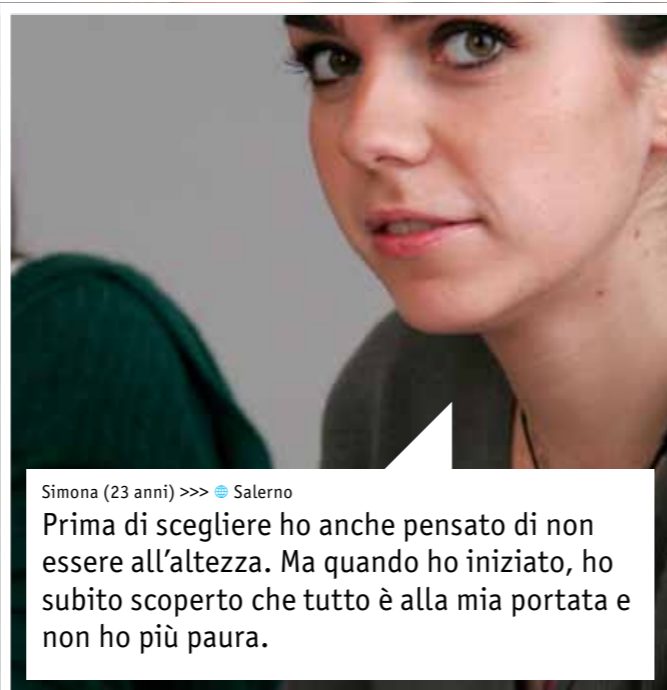 Simona (23 anni) >>> Salerno
Prima di scegliere ho anche pensato di non
essere all’altezza. Ma quando ho iniziato, ho
subito scoperto che tutto è alla mia portata e
non ho più paura.